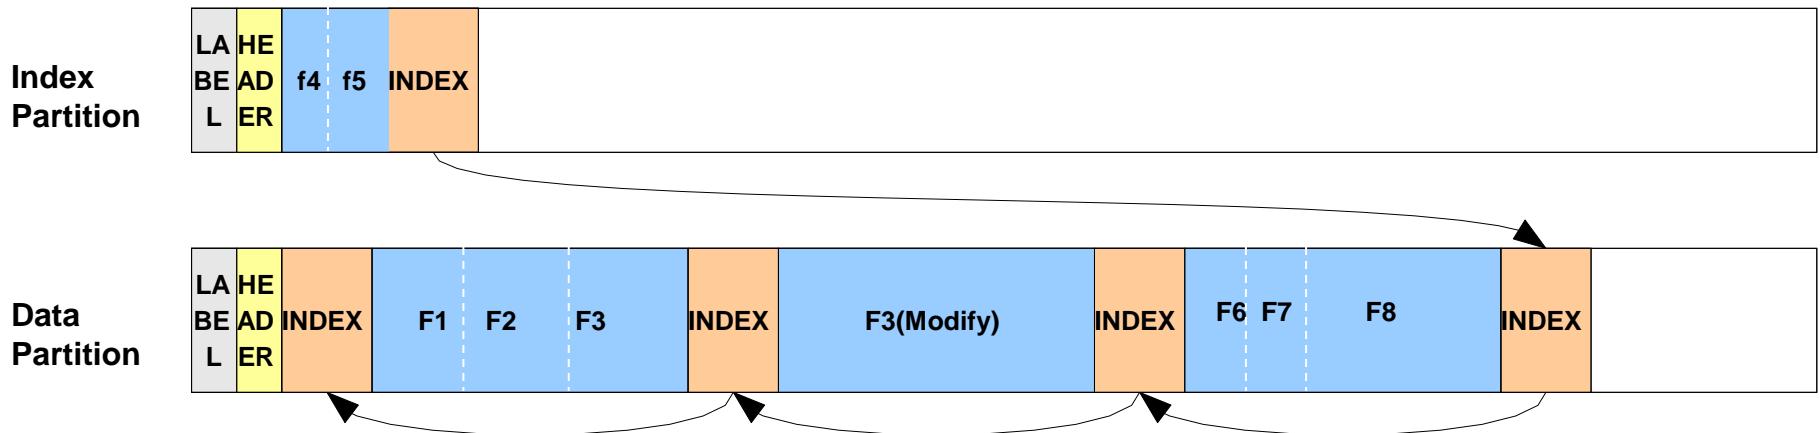 Index
Partition
LA
BE
L
HE
AD
ER
f4
f5
INDEX
Data
Partition
LA
BE
L
HE
AD
ER
INDEX
F1
F2
F3
INDEX
F3(Modify)
INDEX
F6
F7
F8
INDEX